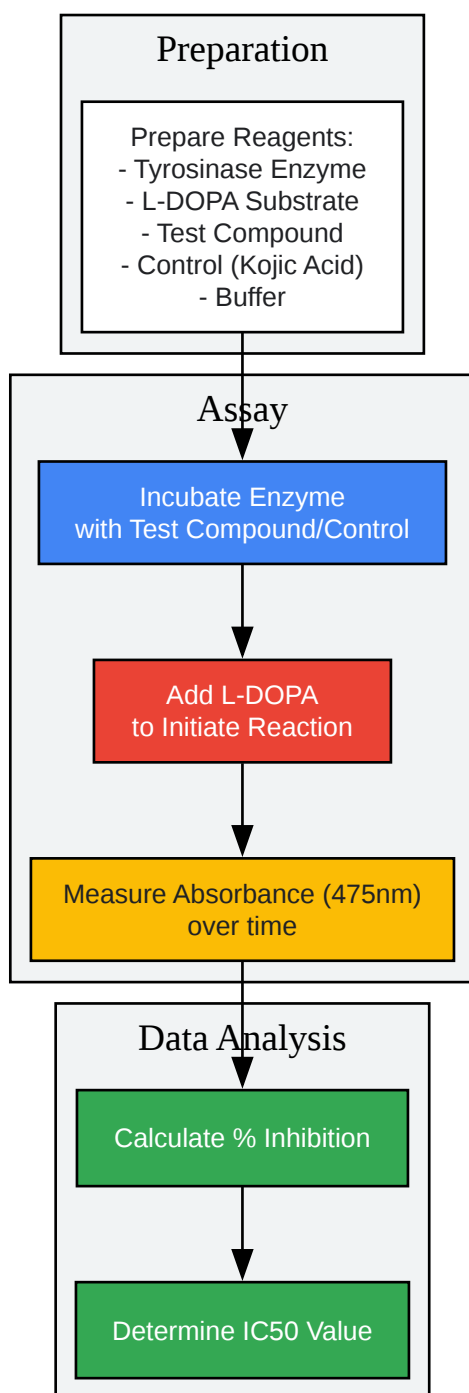 Preparation
Prepare Reagents:
- Tyrosinase Enzyme
- L-DOPA Substrate
- Test Compound
- Control (Kojic Acid)
- Buffer
Assay
Incubate Enzyme
with Test Compound/Control
Add L-DOPA
to Initiate Reaction
Measure Absorbance (475nm)
over time
Data Analysis
Calculate % Inhibition
Determine IC50 Value